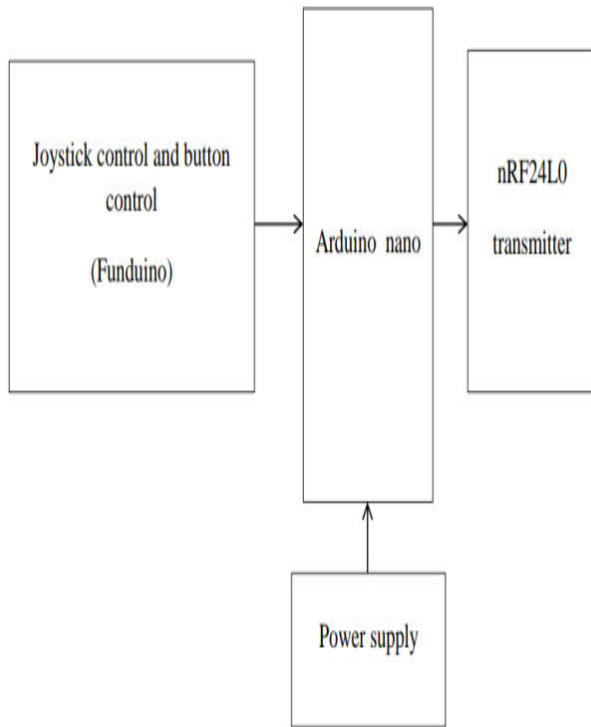 Joystick control and button
control
(Funduino)
Arduino nano
nRF24L0
transmitter
Power supply